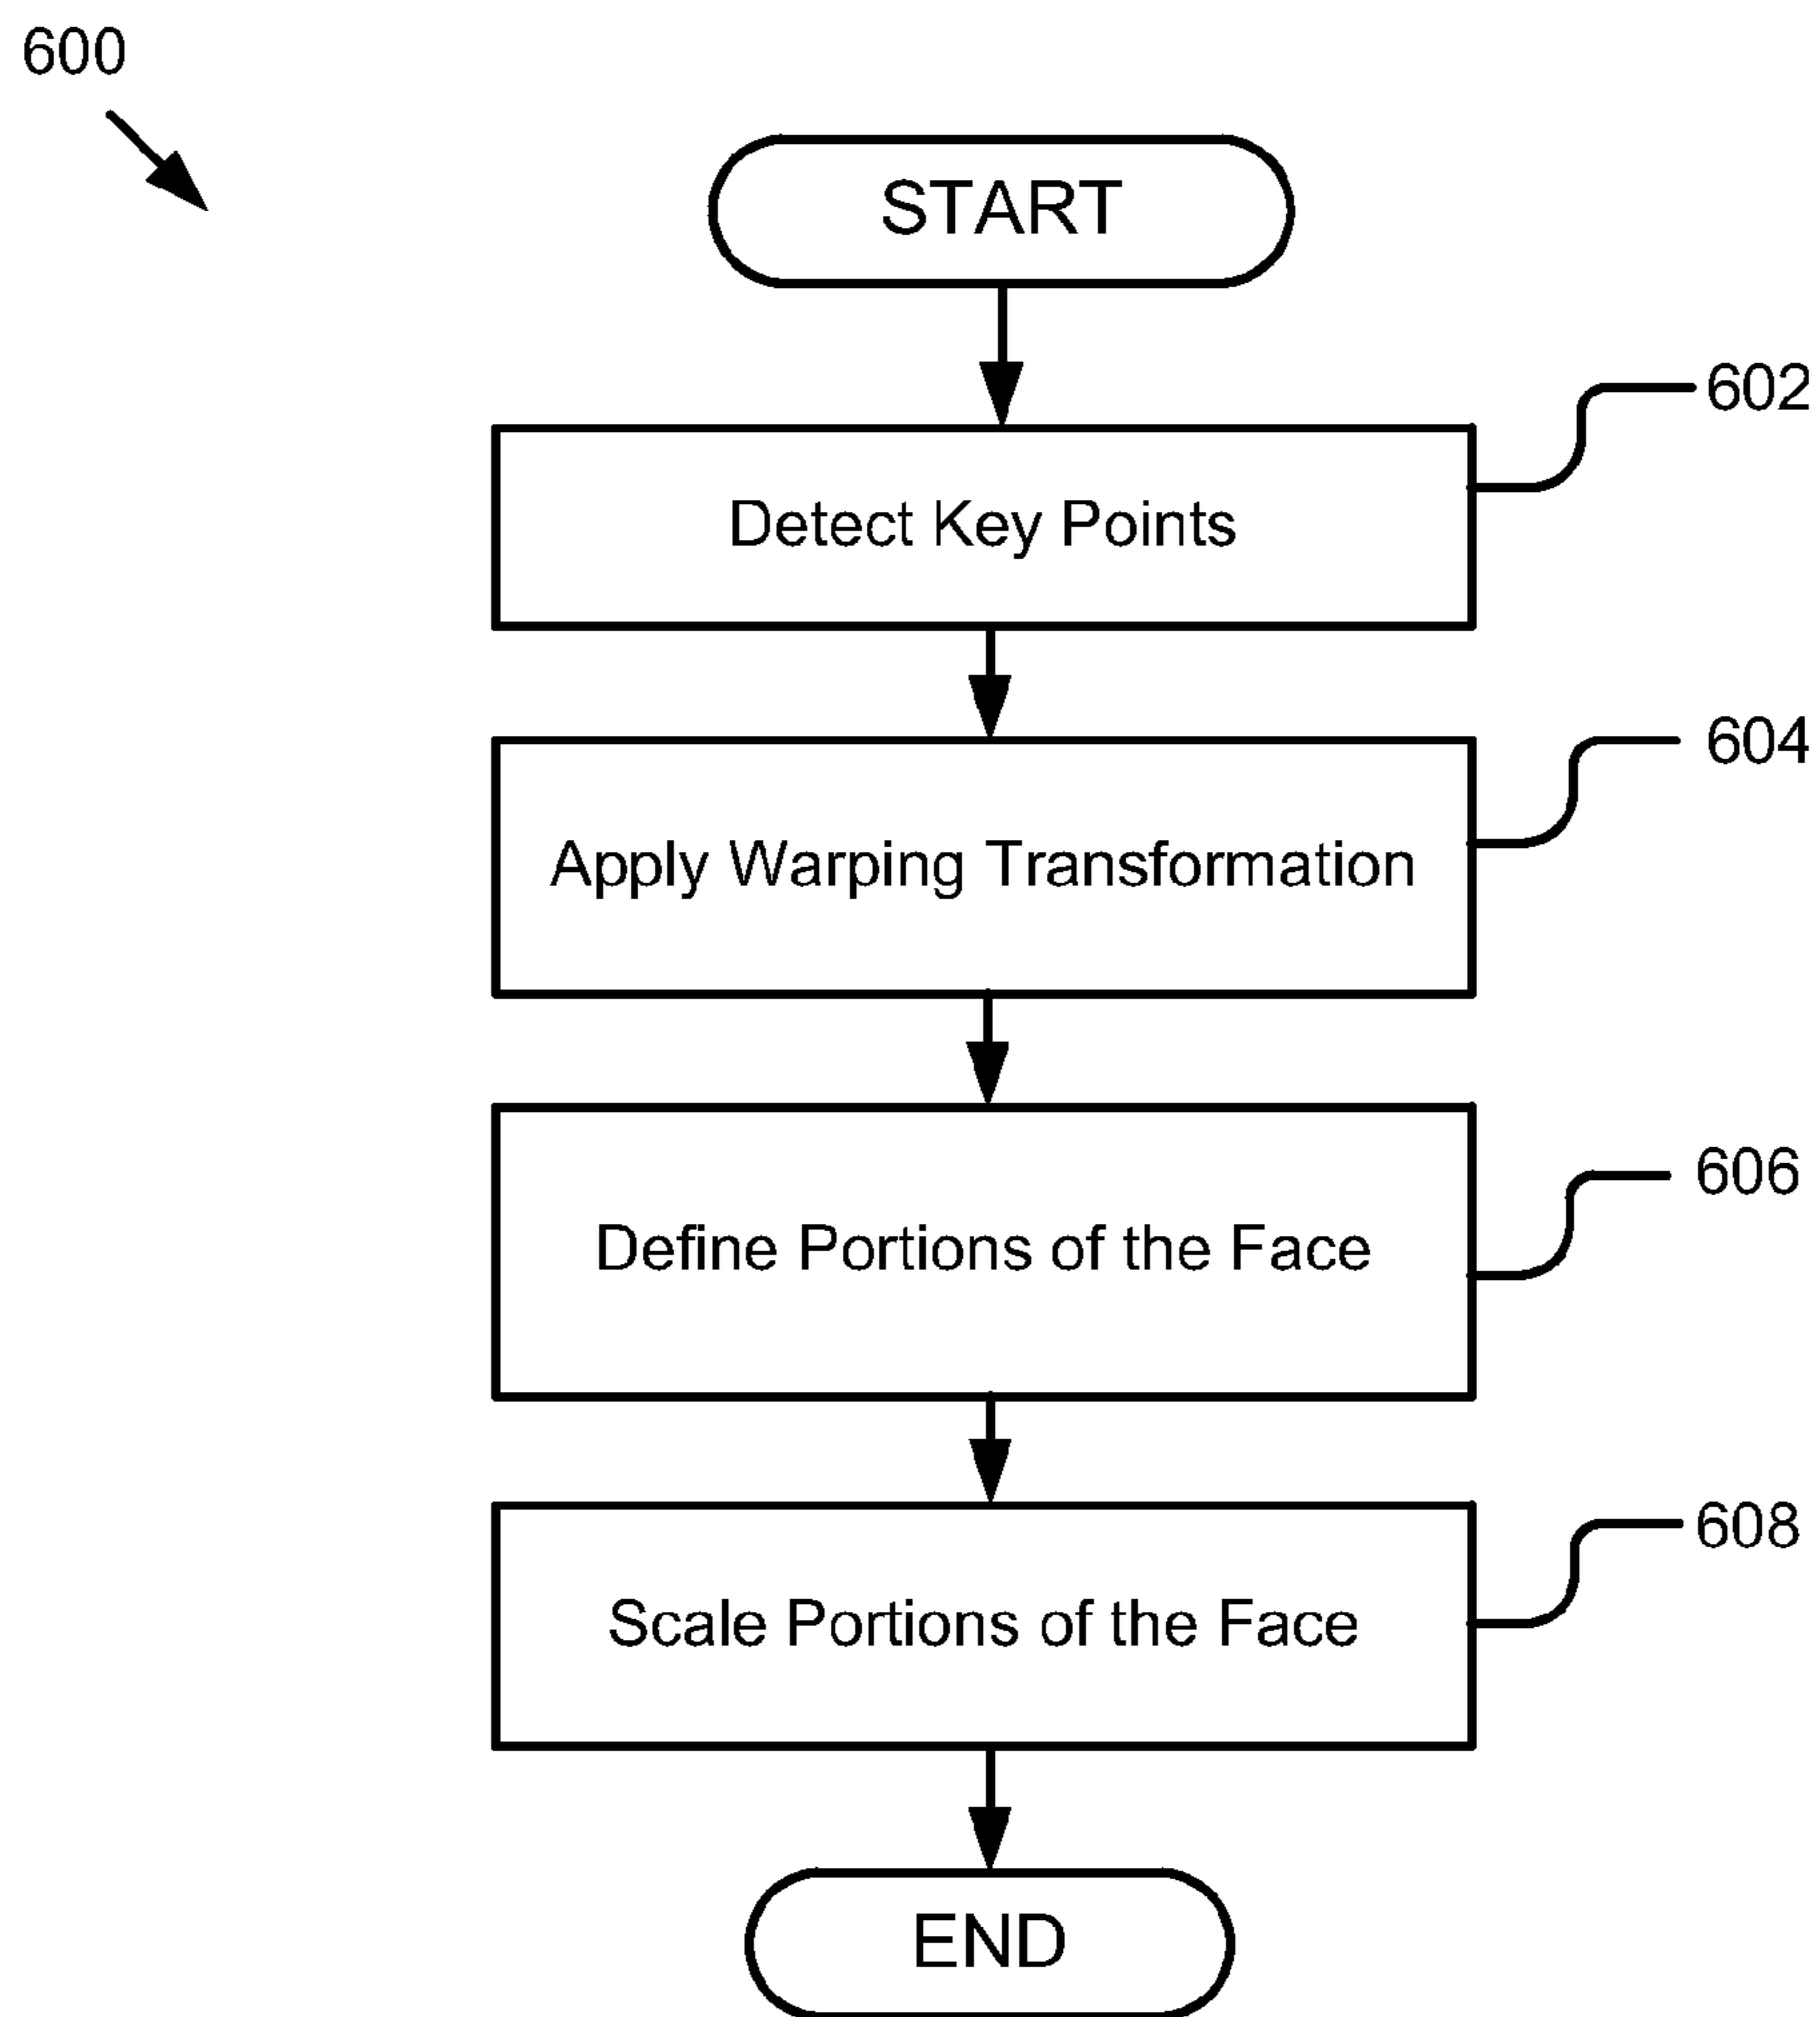 600
START
602
Detect Key Points
604
Apply Warping Transformation
606
Define Portions of the Face
608
Scale Portions of the Face
END